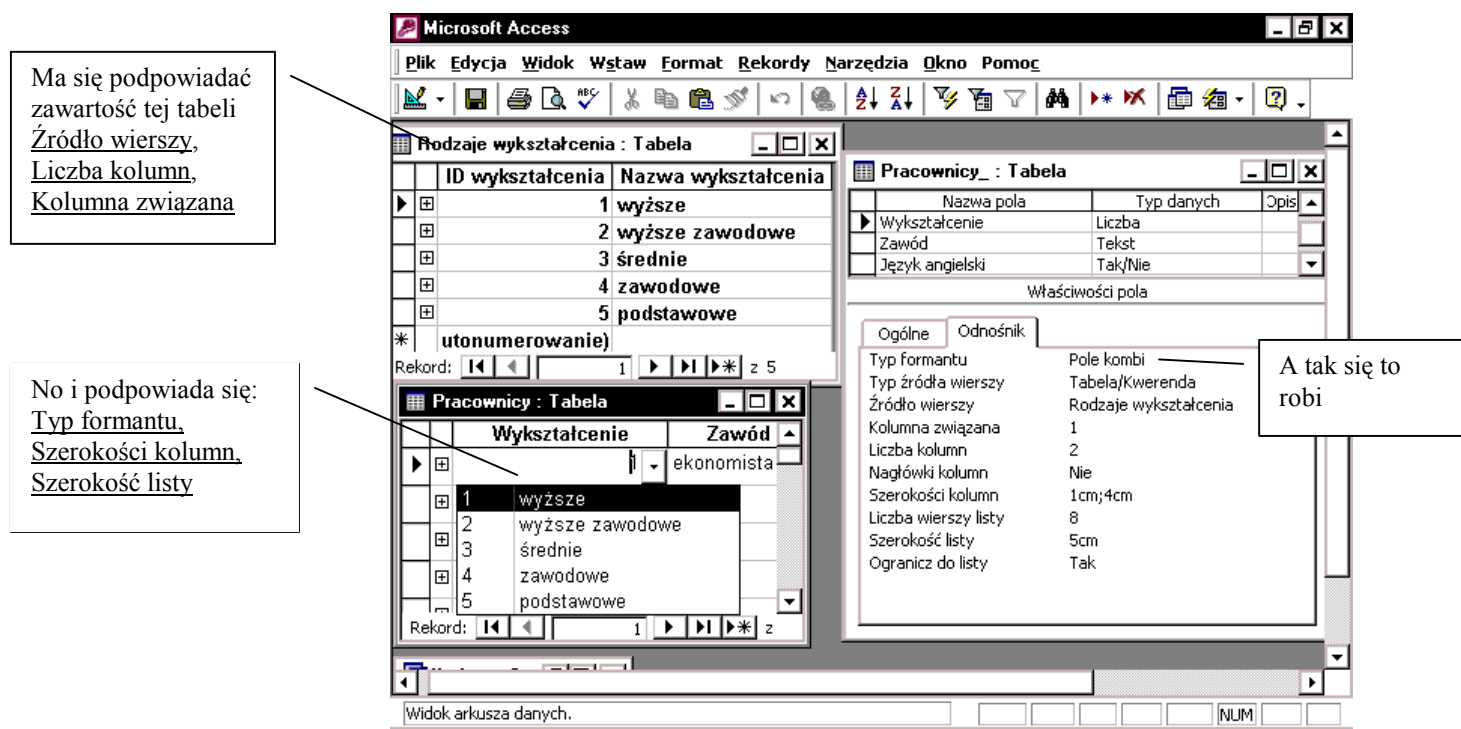 Microsoft Access
Plik Edycja Widok Wstaw Format Rekordy Narzędzia Okno Pomoc
Ma się podpowiadać
zawartość tej tabeli
Źródło wierszy,
Liczba kolumn,
Kolumna związana
Rodzaje wykształcenia : Tabela
ID wykształcenia Nazwa wykształcenia
1 wyższe
2 wyższe zawodowe
3 średnie
4 zawodowe
5 podstawowe
utonumerowanie)
Rekord: 1 z 5
Pracownicy_ : Tabela
Nazwa pola Typ danych Opis
Wykształcenie Liczba
Zawód Tekst
Język angielski Tak/Nie
Właściwości pola
Ogólne Odnośnik
Typ formantu Pole kombi
Typ źródła wierszy Tabela/Kwerenda
Źródło wierszy Rodzaje wykształcenia
Kolumna związana 1
Liczba kolumn 2
Nagłówki kolumn Nie
Szerokości kolumn 1cm;4cm
Liczba wierszy listy 8
Szerokość listy 5cm
Ogranicz do listy Tak
A tak się to
robi
No i podpowiada się:
Typ formantu,
Szerokości kolumn,
Szerokość listy
Pracownicy : Tabela
Wykształcenie Zawód
1 ekonomista
1 wyższe
2 wyższe zawodowe
3 średnie
4 zawodowe
5 podstawowe
Rekord: 1 z
Widok arkusza danych.
NUM